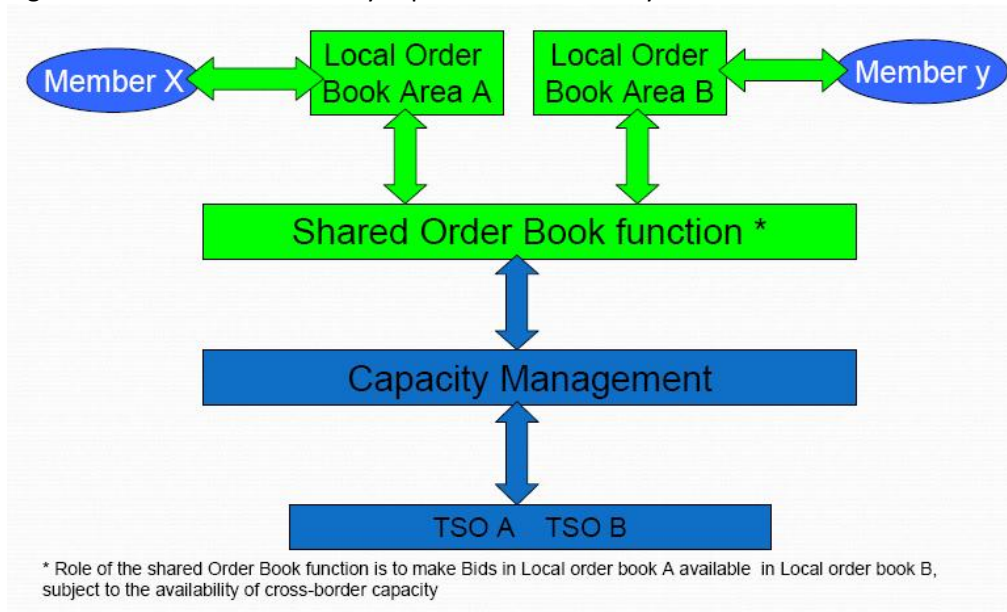 Member X
Local Order
Book Area A
Local Order
Book Area B
Member y
Shared Order Book function *
Capacity Management
TSO A TSO B
* Role of the shared Order Book function is to make Bids in Local order book A available in Local order book B,
subject to the availability of cross-border capacity